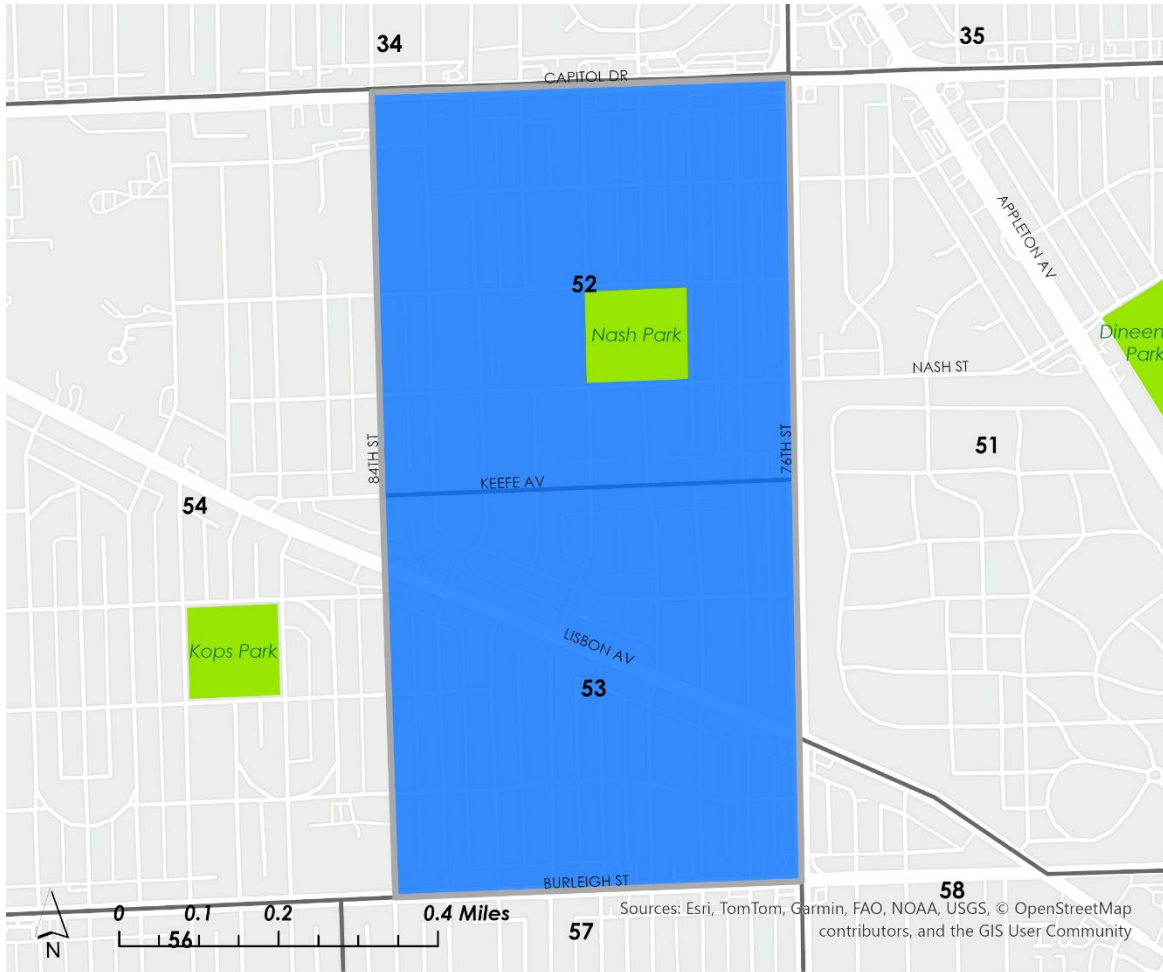 34
35
CAPITOL DR
APPLETON AV
52
Nash Park
Dineen
Park
NASH ST
84TH ST
76TH ST
51
KEEFE AV
54
LISBON AV
Kops Park
53
BURLEIGH ST
58
0 0.1 0.2 0.4 Miles
Sources: Esri, TomTom, Garmin, FAO, NOAA, USGS, © OpenStreetMap
contributors, and the GIS User Community
57
56
N